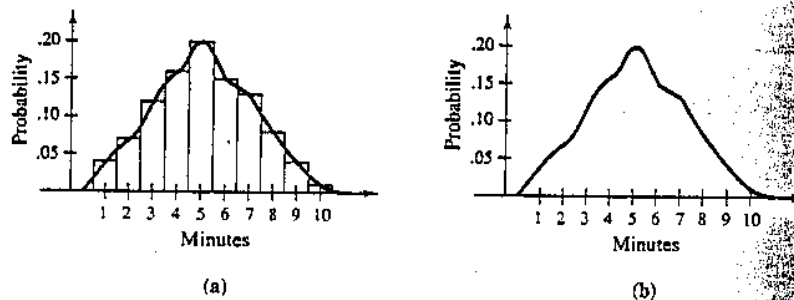 Probability
.20
.15
.10
.05
1 2 3 4 5 6 7 8 9 10
Minutes
(a)
Probability
.20
.15
.10
.05
1 2 3 4 5 6 7 8 9 10
Minutes
(b)